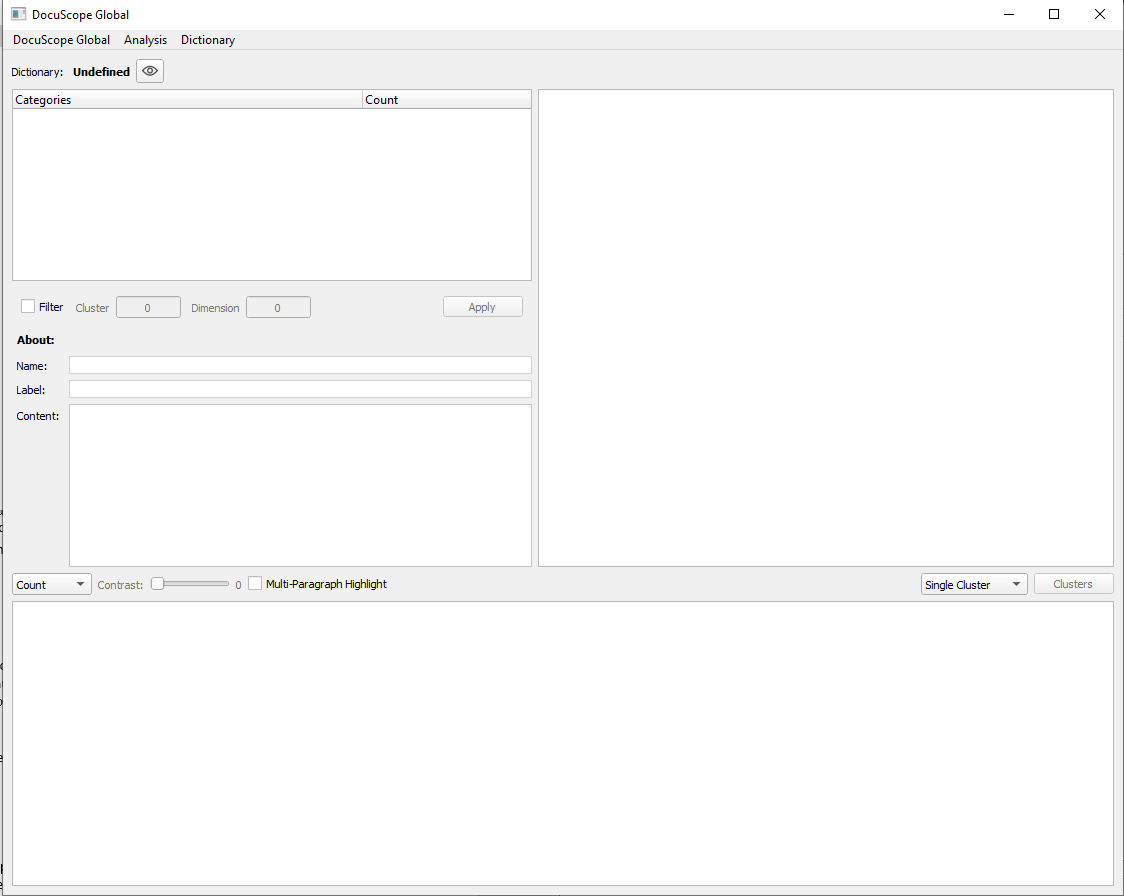 DocuScope Global
DocuScope Global Analysis Dictionary
Dictionary: Undefined
Categories Count
Filter Cluster 0 Dimension 0 Apply
About:
Name:
Label:
Content:
Count Contrast: 0 Multi-Paragraph Highlight Single Cluster Clusters